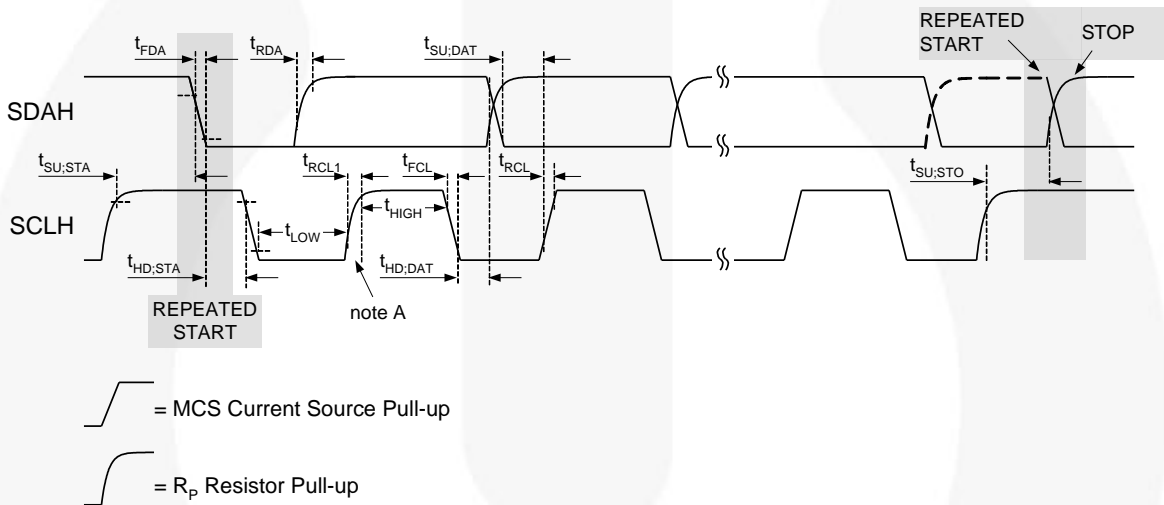 REPEATED
START
STOP
tFDA
tRDA
tSU;DAT
SDAH
tSU;STA
tRCL1
tFCL
tRCL
tSU;STO
SCLH
tHIGH
tLOW
tHD;STA
tHD;DAT
REPEATED
START
note A
= MCS Current Source Pull-up
= RP Resistor Pull-up